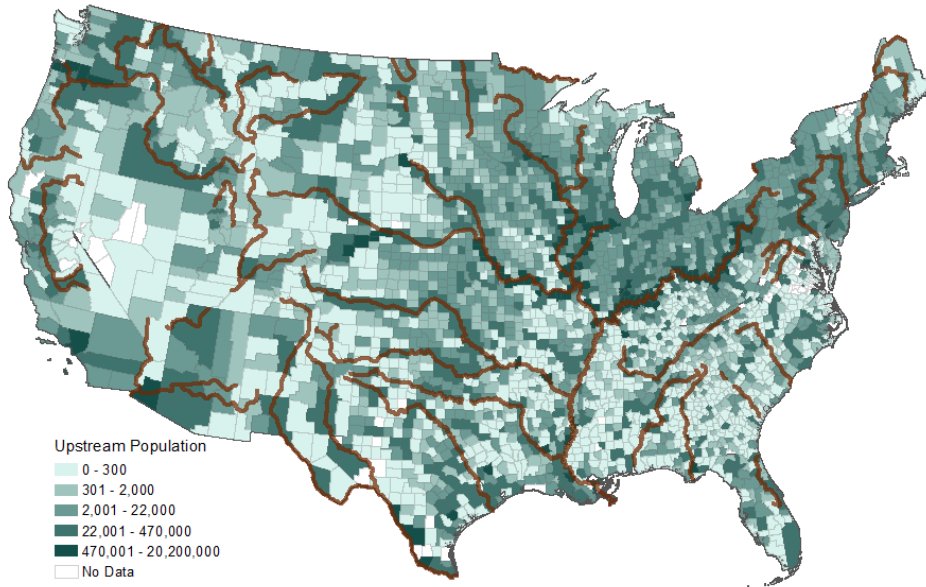 Upstream Population
0 - 300
301 - 2,000
2,001 - 22,000
22,001 - 470,000
470,001 - 20,200,000
No Data